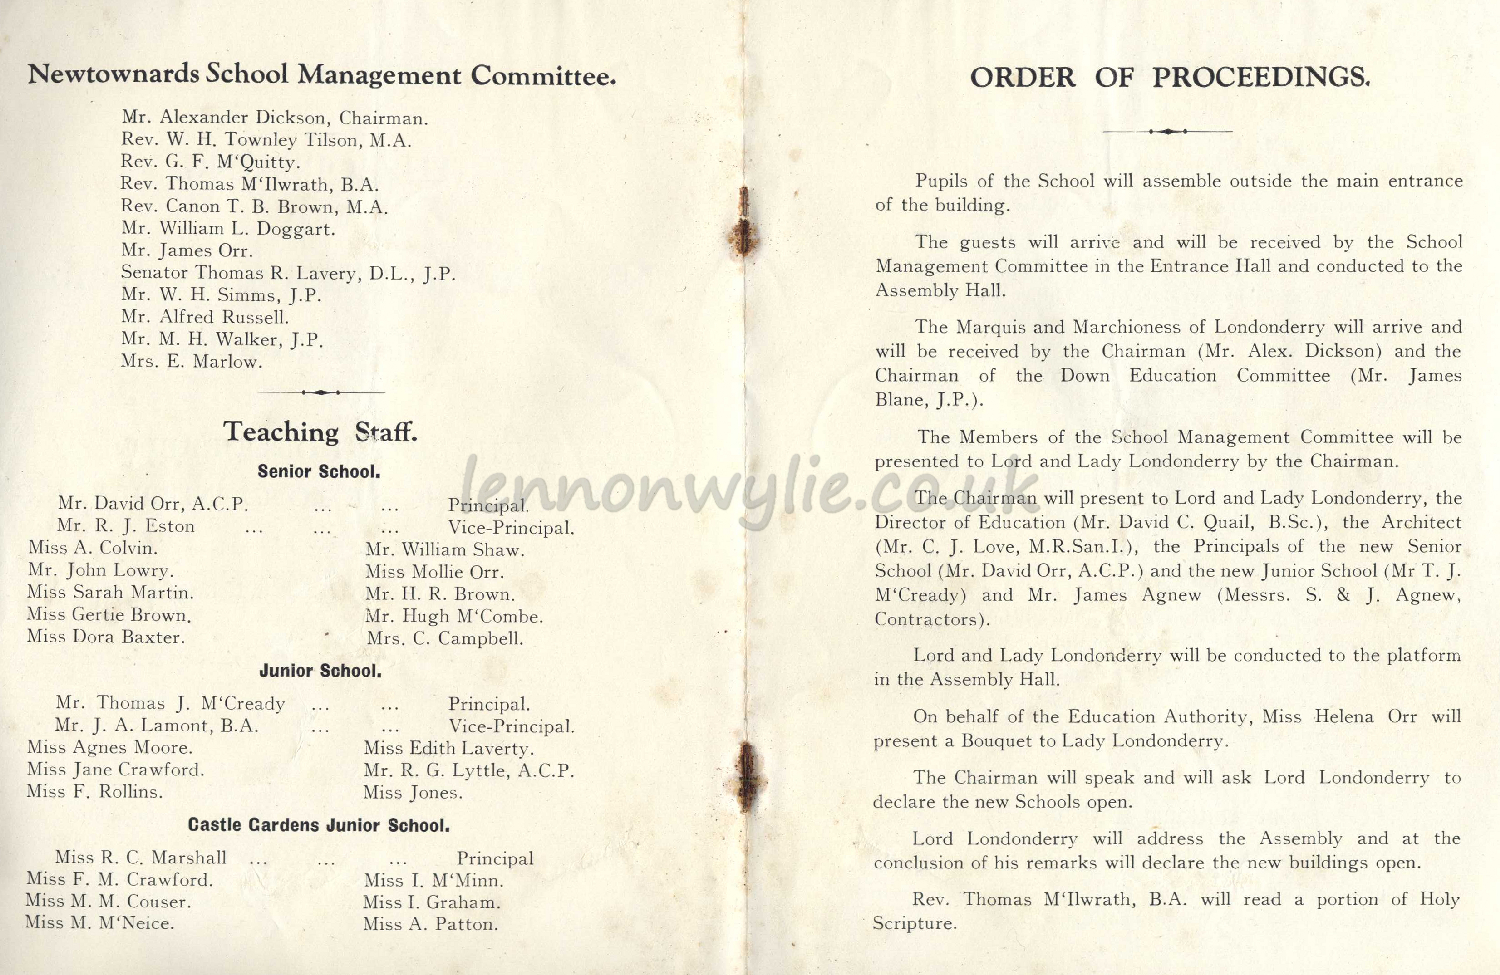 Newtownards School Management Committee.
Mr. Alexander Dickson, Chairman.
Rev. W. H. Townley Tilson, M.A.
Rev. G. F. M'Quitty.
Rev. Thomas M'Ilwrath, B.A.
Rev. Canon T. B. Brown, M.A.
Mr. William L. Doggart.
Mr. James Orr.
Senator Thomas R. Lavery, D.L., J.P.
Mr. W. H. Simms, J.P.
Mr. Alfred Russell.
Mr. M. H. Walker, J.P.
Mrs. E. Marlow.
Teaching Staff.
Senior School.
Mr. David Orr, A.C.P. ... ... Principal.
Mr. R. J. Eston ... ... ... Vice-Principal.
Miss A. Colvin. Mr. William Shaw.
Mr. John Lowry. Miss Mollie Orr.
Miss Sarah Martin. Mr. H. R. Brown.
Miss Gertie Brown. Mr. Hugh M'Combe.
Miss Dora Baxter. Mrs. C. Campbell.
Junior School.
Mr. Thomas J. M'Cready ... ... Principal.
Mr. J. A. Lamont, B.A. ... ... Vice-Principal.
Miss Agnes Moore. Miss Edith Laverty.
Miss Jane Crawford. Mr. R. G. Lyttle, A.C.P.
Miss F. Rollins. Miss Jones.
Castle Gardens Junior School.
Miss R. C. Marshall ... ... ... Principal
Miss F. M. Crawford. Miss I. M'Minn.
Miss M. M. Couser. Miss I. Graham.
Miss M. M'Neice. Miss A. Patton.
ORDER OF PROCEEDINGS.
Pupils of the School will assemble outside the main entrance
of the building.
The guests will arrive and will be received by the School
Management Committee in the Entrance Hall and conducted to the
Assembly Hall.
The Marquis and Marchioness of Londonderry will arrive and
will be received by the Chairman (Mr. Alex. Dickson) and the
Chairman of the Down Education Committee (Mr. James
Blane, J.P.).
The Members of the School Management Committee will be
presented to Lord and Lady Londonderry by the Chairman.
The Chairman will present to Lord and Lady Londonderry, the
Director of Education (Mr. David C. Quail, B.Sc.), the Architect
(Mr. C. J. Love, M.R.San.I.), the Principals of the new Senior
School (Mr. David Orr, A.C.P.) and the new Junior School (Mr T. J.
M'Cready) and Mr. James Agnew (Messrs. S. & J. Agnew,
Contractors).
Lord and Lady Londonderry will be conducted to the platform
in the Assembly Hall.
On behalf of the Education Authority, Miss Helena Orr will
present a Bouquet to Lady Londonderry.
The Chairman will speak and will ask Lord Londonderry to
declare the new Schools open.
Lord Londonderry will address the Assembly and at the
conclusion of his remarks will declare the new buildings open.
Rev. Thomas M'Ilwrath, B.A. will read a portion of Holy
Scripture.
lennonwylie.co.uk